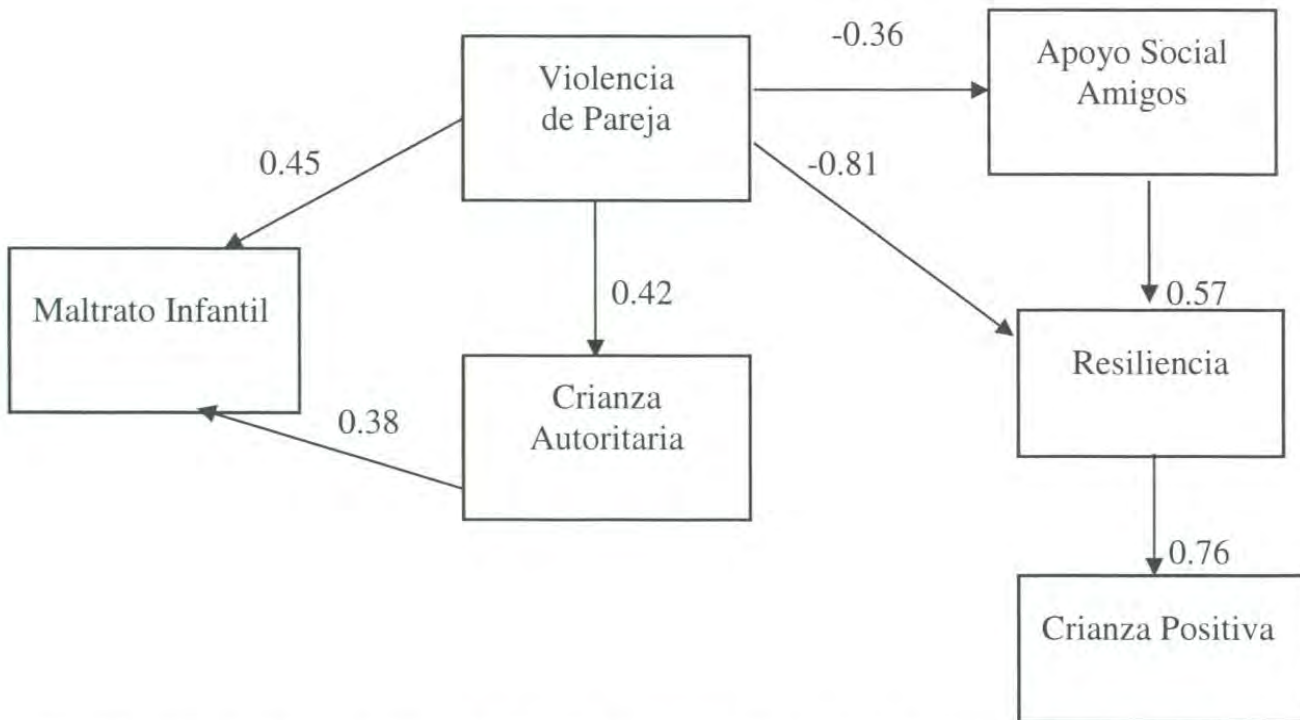 -0.36
Apoyo Social
Amigos
Violencia
de Pareja
0.45
-0.81
Maltrato Infantil
0.42
0.57
Resiliencia
Crianza
Autoritaria
0.38
0.76
Crianza Positiva